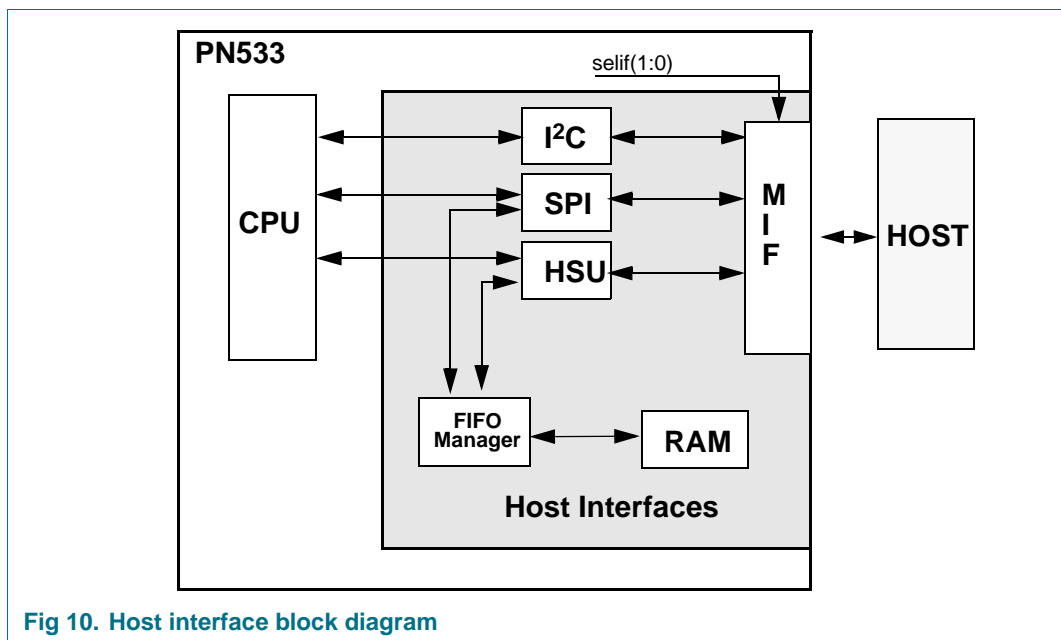 PN533
selif(1:0)
I²C
SPI
HSU
CPU
M
I
F
HOST
FIFO
Manager
RAM
Host Interfaces
Fig 10. Host interface block diagram